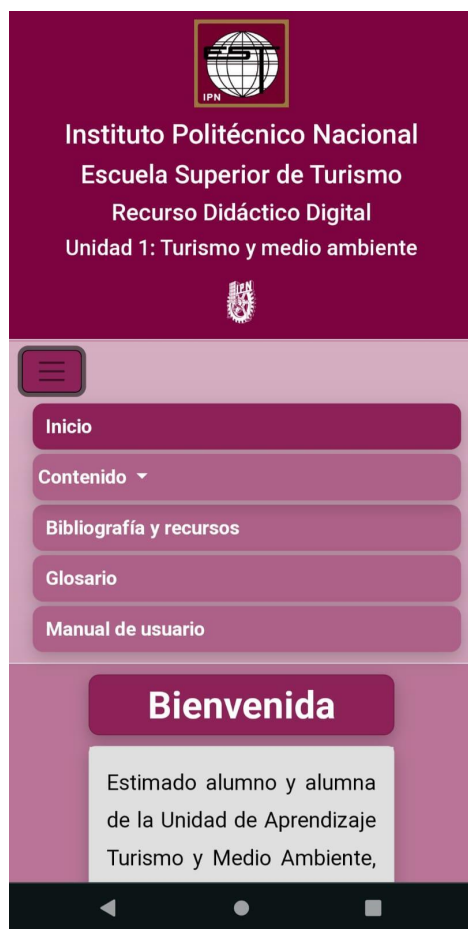 EST
IPN
Instituto Politécnico Nacional
Escuela Superior de Turismo
Recurso Didáctico Digital
Unidad 1: Turismo y medio ambiente
IPN
Inicio
Contenido
Bibliografía y recursos
Glosario
Manual de usuario
Bienvenida
Estimado alumno y alumna
de la Unidad de Aprendizaje
Turismo y Medio Ambiente,